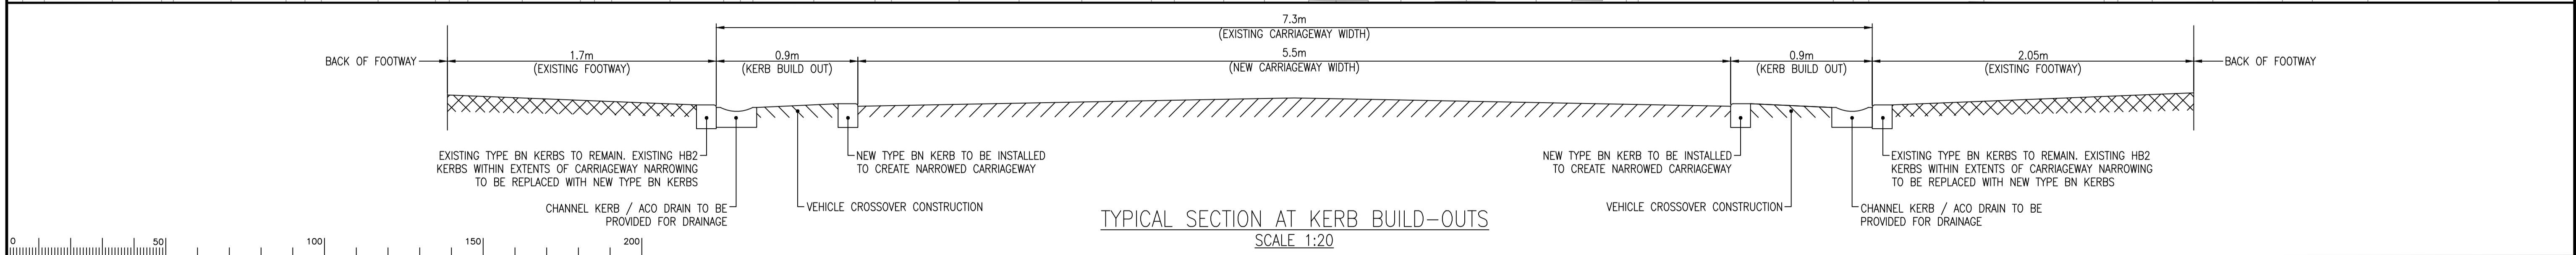 7.3m
(EXISTING CARRIAGEWAY WIDTH)
BACK OF FOOTWAY
1.7m
(EXISTING FOOTWAY)
0.9m
(KERB BUILD OUT)
5.5m
(NEW CARRIAGEWAY WIDTH)
0.9m
(KERB BUILD OUT)
2.05m
(EXISTING FOOTWAY)
BACK OF FOOTWAY
EXISTING TYPE BN KERBS TO REMAIN. EXISTING HB2
KERBS WITHIN EXTENTS OF CARRIAGEWAY NARROWING
TO BE REPLACED WITH NEW TYPE BN KERBS
NEW TYPE BN KERB TO BE INSTALLED
TO CREATE NARROWED CARRIAGEWAY
NEW TYPE BN KERB TO BE INSTALLED
TO CREATE NARROWED CARRIAGEWAY
EXISTING TYPE BN KERBS TO REMAIN. EXISTING HB2
KERBS WITHIN EXTENTS OF CARRIAGEWAY NARROWING
TO BE REPLACED WITH NEW TYPE BN KERBS
CHANNEL KERB / ACO DRAIN TO BE
PROVIDED FOR DRAINAGE
VEHICLE CROSSOVER CONSTRUCTION
VEHICLE CROSSOVER CONSTRUCTION
CHANNEL KERB / ACO DRAIN TO BE
PROVIDED FOR DRAINAGE
TYPICAL SECTION AT KERB BUILD-OUTS
SCALE 1:20
0 50 100 150 200